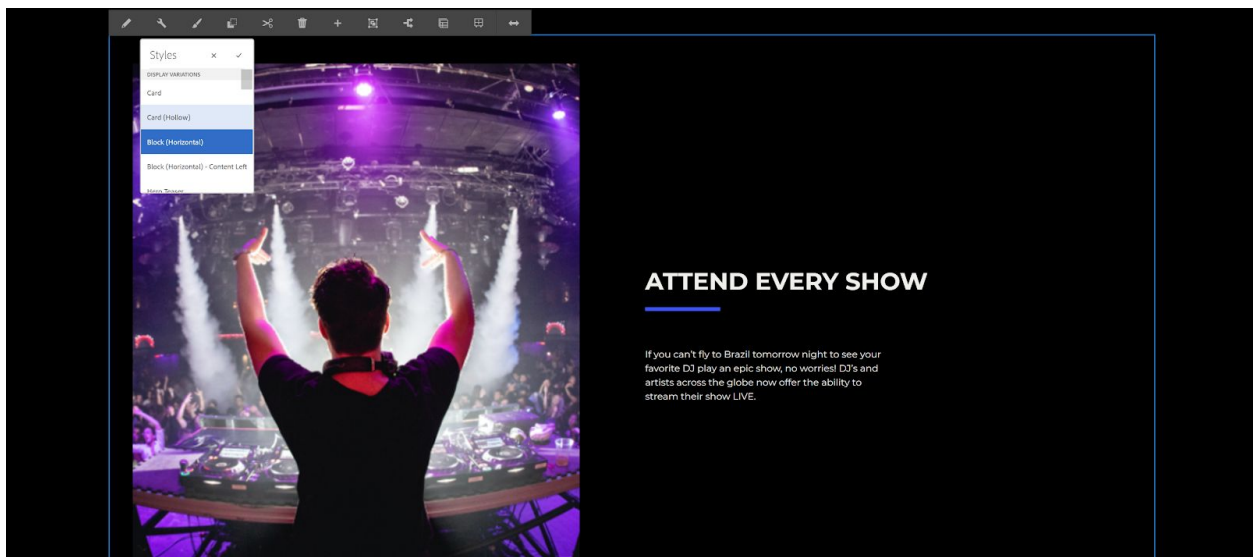 Styles
DISPLAY VARIATIONS
Card
Card (Hollow)
Block (Horizontal)
Block (Horizontal) - Content Left
Hero Teaser
ATTEND EVERY SHOW
If you can't fly to Brazil tomorrow night to see your
favorite DJ play an epic show, no worries! DJ's and
artists across the globe now offer the ability to
stream their show LIVE.